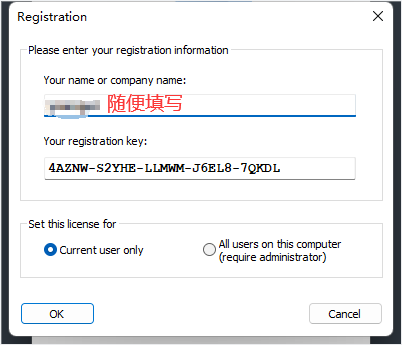 Registration
Please enter your registration information
Your name or company name:
随便填写
Your registration key:
4AZNW-S2YHE-LLMWM-J6EL8-7QKDL
Set this license for
Current user only
All users on this computer
(require administrator)
OK
Cancel